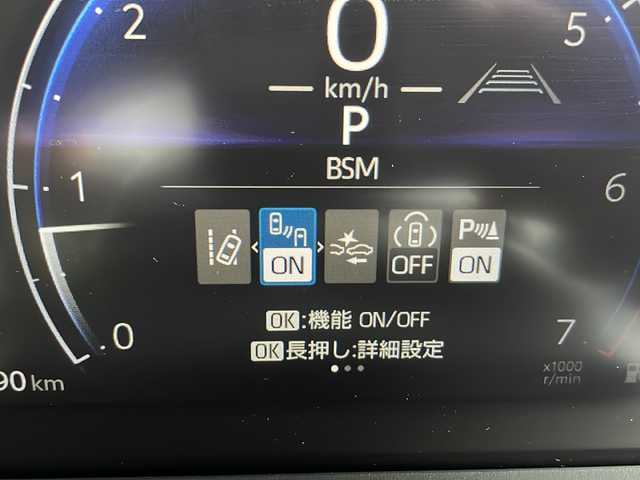 2
0
5
km/h
P
BSM
1
6
ON
OFF
P
ON
OK:機能 ON/OFF
0
7
OK長押し:詳細設定
90 km
x1000
r/min